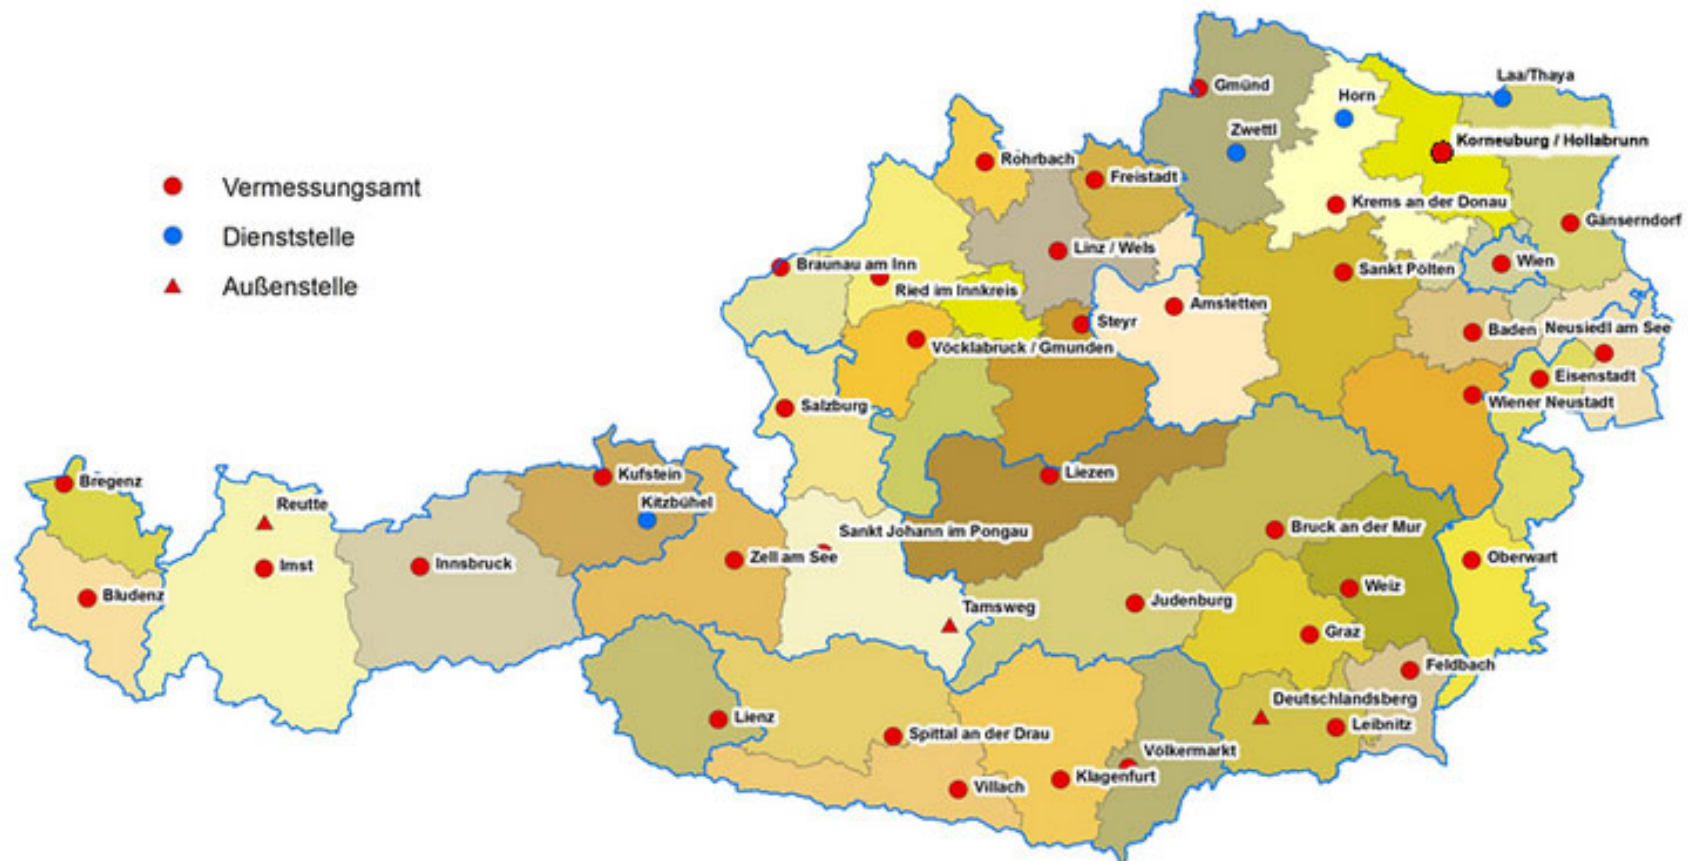 Vermessungsamt
Dienststelle
Außenstelle
Gmünd
Laa/Thaya
Horn
Zwettl
Korneuburg / Hollabrunn
Rohrbach
Freistadt
Krems an der Donau
Gänserndorf
Linz / Wels
Braunau am Inn
Ried im Innkreis
Sankt Pölten
Wien
Amstetten
Steyr
Baden
Neusiedl am See
Vöcklabruck / Gmunden
Eisenstadt
Wiener Neustadt
Salzburg
Liezen
Bregenz
Kufstein
Reutte
Kitzbühel
Sankt Johann im Pongau
Bruck an der Mur
Imst
Innsbruck
Zell am See
Oberwart
Bludenz
Weiz
Tamsweg
Judenburg
Graz
Feldbach
Deutschlandsberg
Lienz
Leibnitz
Spittal an der Drau
Völkermarkt
Klagenfurt
Villach